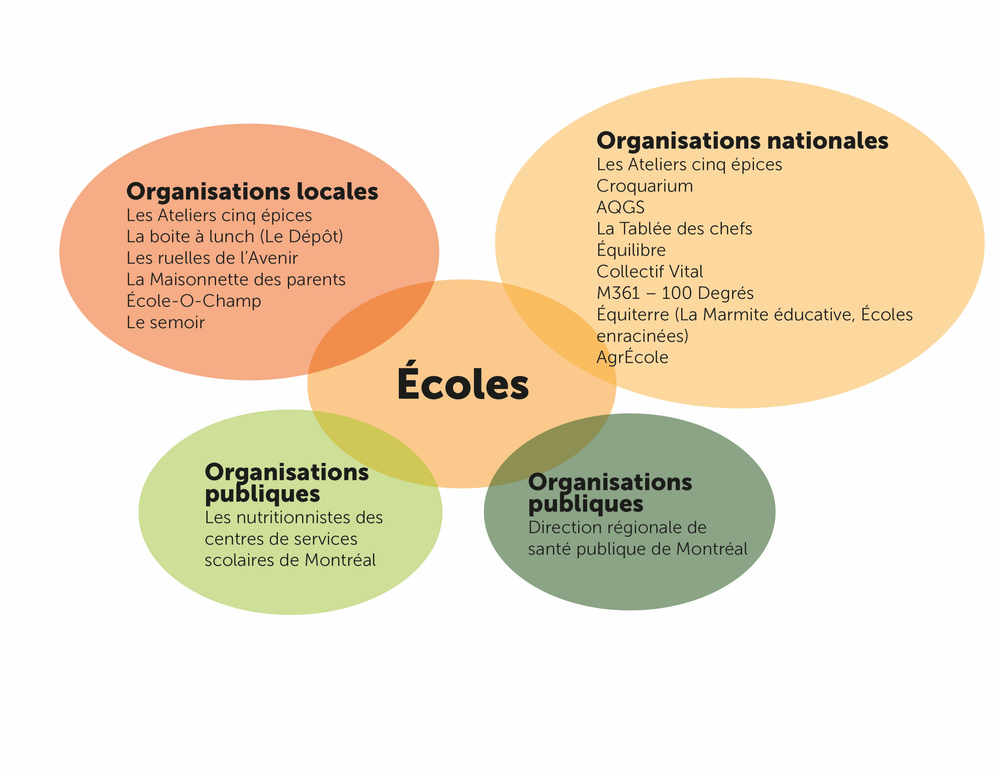 Organisations locales
Les Ateliers cinq épices
La boite à lunch (Le Dépôt)
Les ruelles de l’Avenir
La Maisonnette des parents
École-O-Champ
Le semoir
Organisations nationales
Les Ateliers cinq épices
Croquarium
AQGS
La Tablée des chefs
Équilibre
Collectif Vital
M361 – 100 Degrés
Équiterre (La Marmite éducative, Écoles
enracinées)
AgrÉcole
Écoles
Organisations
publiques
Les nutritionnistes des
centres de services
scolaires de Montréal
Organisations
publiques
Direction régionale de
santé publique de Montréal